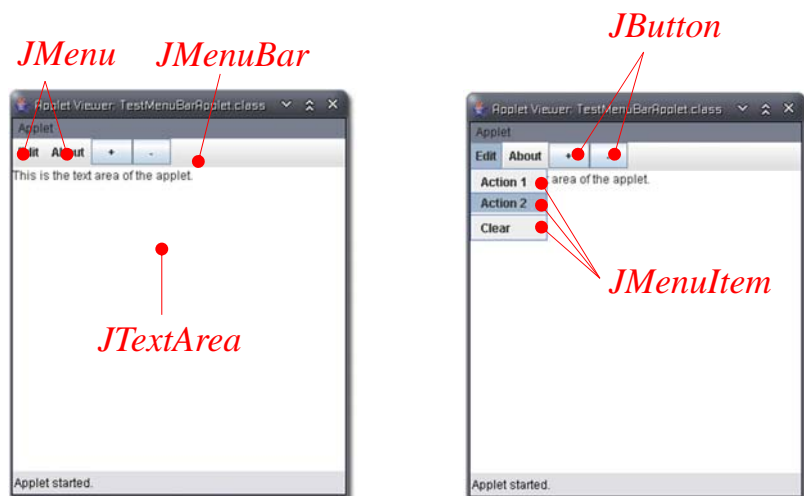 JMenu JMenuBar
Applet Viewer: TestMenuBarApplet.class
Applet
Edit About + -
This is the text area of the applet.
JTextArea
Applet started.
JButton
Applet Viewer: TestMenuBarApplet.class
Applet
Edit About +
Action 1 area of the applet.
Action 2
Clear
JMenuItem
Applet started.